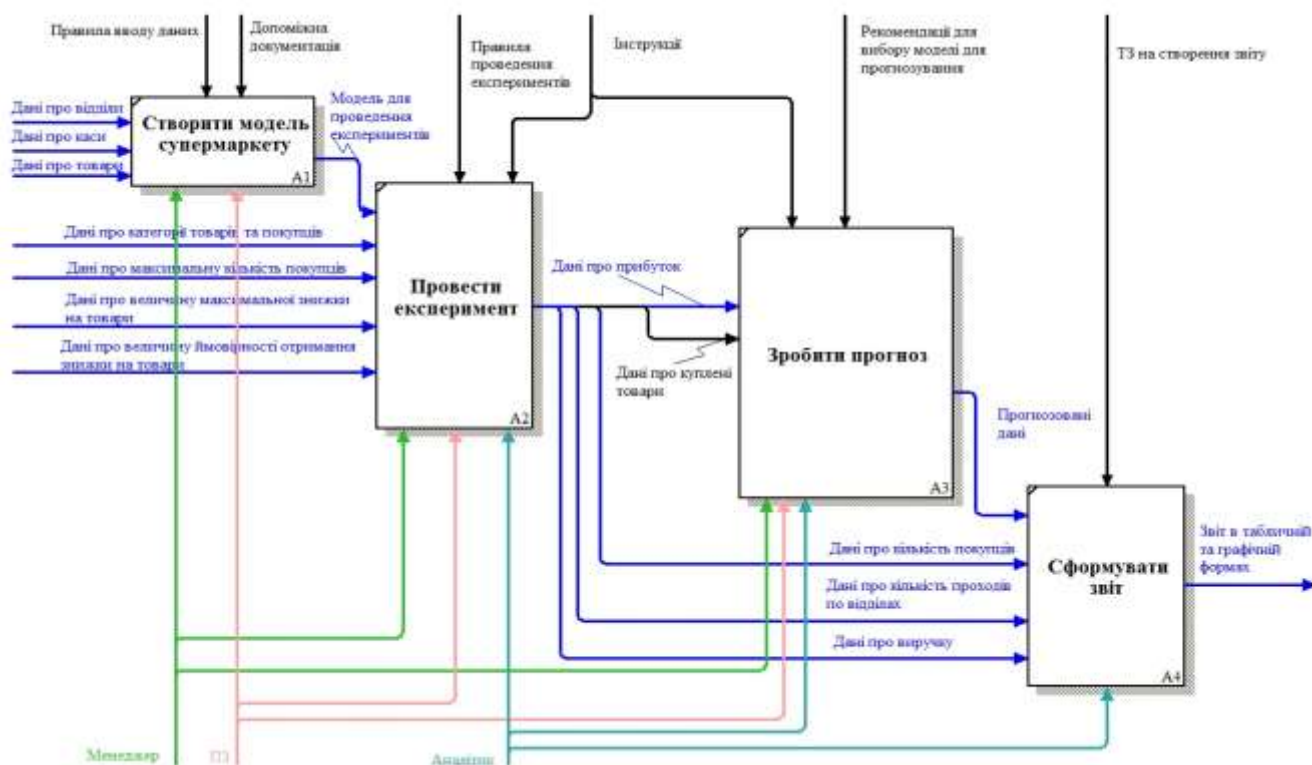 Правила вводу даних
Допоміжна
документація
Правила
проведення
експериментів
Інструкції
Рекомендації для
вибору моделі для
прогнозування
ТЗ на створення звіту
Дані про відділи
Дані про каси
Дані про товари
Створити модель
супермаркету
A1
Модель для
проведення
експериментів
Дані про категорії товарів та покупців
Дані про максимальну кількість покупців
Дані про величину максимальної знижки
на товари
Дані про величину ймовірності отримання
знижки на товари
Провести
експеримент
A2
Дані про прибуток
Дані про куплені
товари
Зробити прогноз
A3
Прогнозовані
дані
Дані про кількість покупців
Дані про кількість проходів
по відділах
Дані про виручку
Сформувати
звіт
A4
Звіт в табличній
та графічній
формах
Менеджер
ПЗ
Аналітик